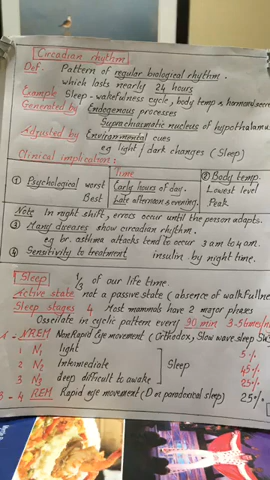 Circadian rhythm
Def Pattern of regular biological rhythm.
which lasts nearly 24 hours
Example Sleep-wakefulness cycle, body temp & hormonal secre
Generated by Endogenous processes
Suprachiasmatic nucleus of hypothalamu
Adjusted by Environmental cues
eg light/dark changes (Sleep)
Clinical implication:-
Time
② Body temp.
① Psychological worst Early hours of day. Lowest level
Best Late afternoon & evening. Peak
Note In night shift, errors occur until the person adapts.
③ Many diseases show circadian rhythm.
eg br. asthma attacks tend to occur 3 am to 4 am.
④ Sensitivity to treatment insulin by night time.
Sleep 1/3 of our life time.
Active state not a passive state (absence of wakfullne
Sleep stages 4 Most mammals have 2 major phases
Osscilate in cyclic pattern every 90 min 3-5 times/n
NREM Non Rapid eye movement (Orthodox, Slow wave sleep SWS
1 N₁ light 5%
2 N₂ Intermediate Sleep 45%
3 N₃ deep difficult to awake 25%
4 REM Rapid eye movement (D or paradoxical sleep) 25%